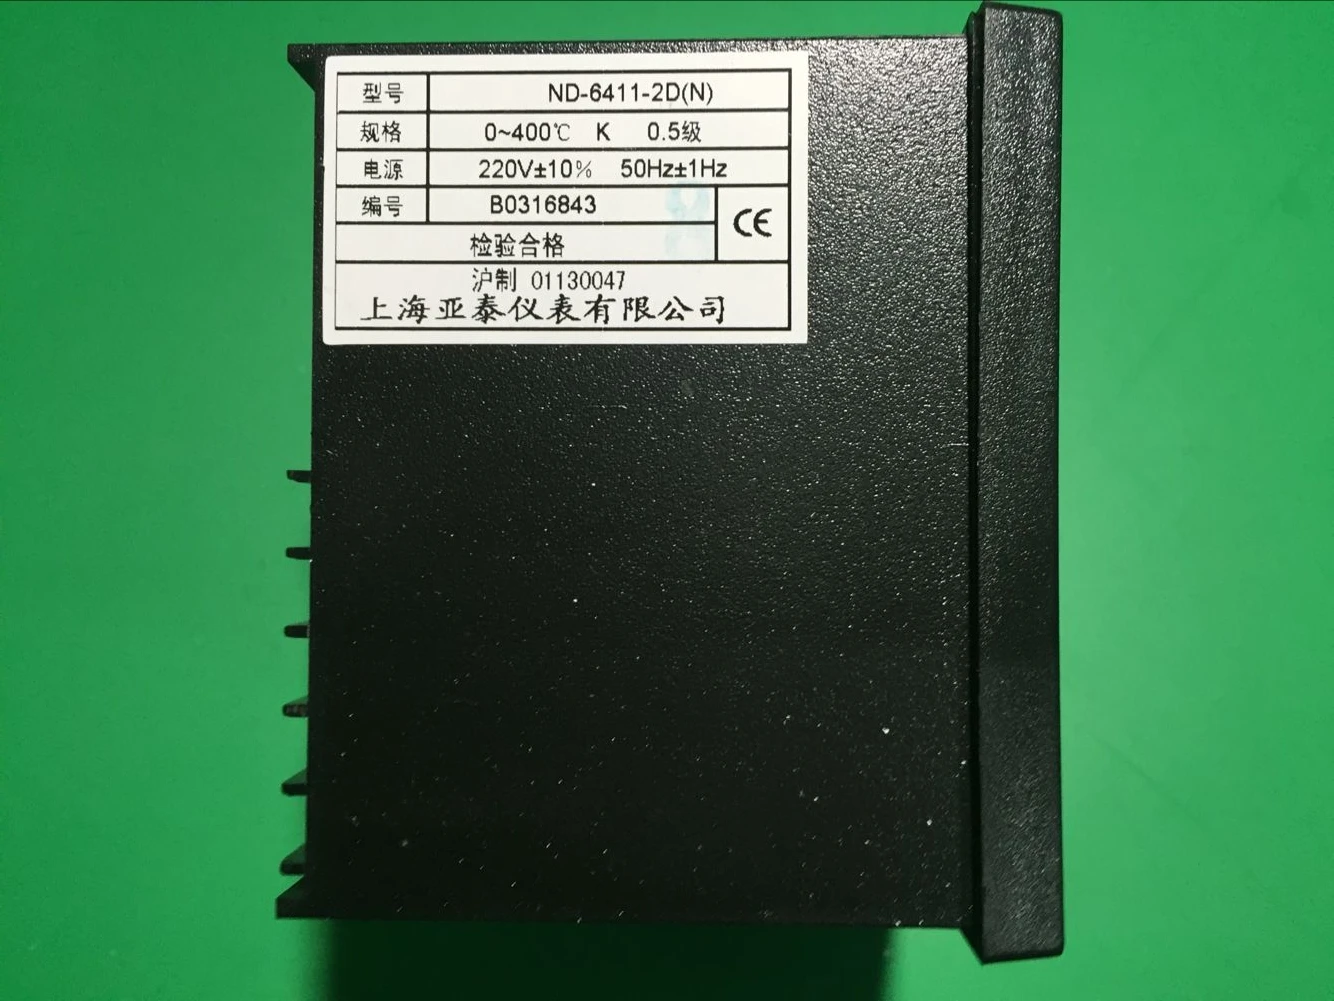 型号 ND-6411-2D(N)
规格 0~400℃ K 0.5级
电源 220V±10% 50Hz±1Hz
编号 B0316843
CE
检验合格
沪制 01130047
上海亚泰仪表有限公司